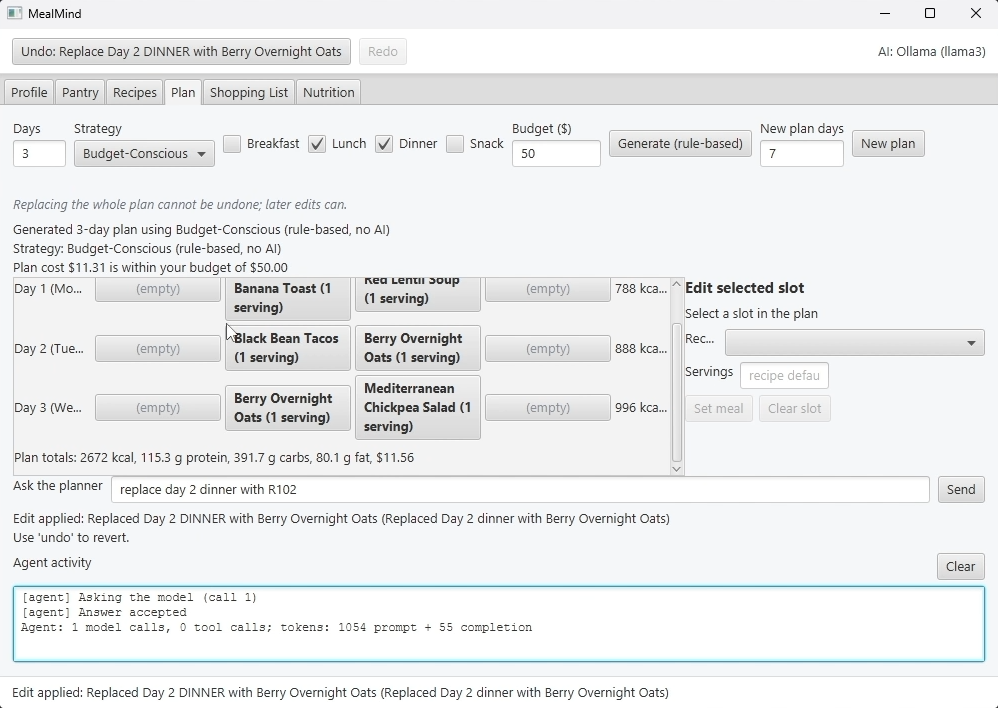 MealMind
Undo: Replace Day 2 DINNER with Berry Overnight Oats
Redo
AI: Ollama (llama3)
Profile
Pantry
Recipes
Plan
Shopping List
Nutrition
Days
3
Strategy
Budget-Conscious
Breakfast
Lunch
Dinner
Snack
Budget ($)
50
Generate (rule-based)
New plan days
7
New plan
Replacing the whole plan cannot be undone; later edits can.
Generated 3-day plan using Budget-Conscious (rule-based, no AI)
Strategy: Budget-Conscious (rule-based, no AI)
Plan cost $11.31 is within your budget of $50.00
Day 1 (Mo...
(empty)
Banana Toast (1
serving)
Red Lentil Soup
(1 serving)
(empty)
788 kca...
Day 2 (Tue...
(empty)
Black Bean Tacos
(1 serving)
Berry Overnight
Oats (1 serving)
(empty)
888 kca...
Day 3 (We...
(empty)
Berry Overnight
Oats (1 serving)
Mediterranean
Chickpea Salad (1
serving)
(empty)
996 kca...
Plan totals: 2672 kcal, 115.3 g protein, 391.7 g carbs, 80.1 g fat, $11.56
Edit selected slot
Select a slot in the plan
Rec...
Servings
recipe defau
Set meal
Clear slot
Ask the planner
replace day 2 dinner with R102
Send
Edit applied: Replaced Day 2 DINNER with Berry Overnight Oats (Replaced Day 2 dinner with Berry Overnight Oats)
Use 'undo' to revert.
Agent activity
Clear
[agent] Asking the model (call 1)
[agent] Answer accepted
Agent: 1 model calls, 0 tool calls; tokens: 1054 prompt + 55 completion
Edit applied: Replaced Day 2 DINNER with Berry Overnight Oats (Replaced Day 2 dinner with Berry Overnight Oats)